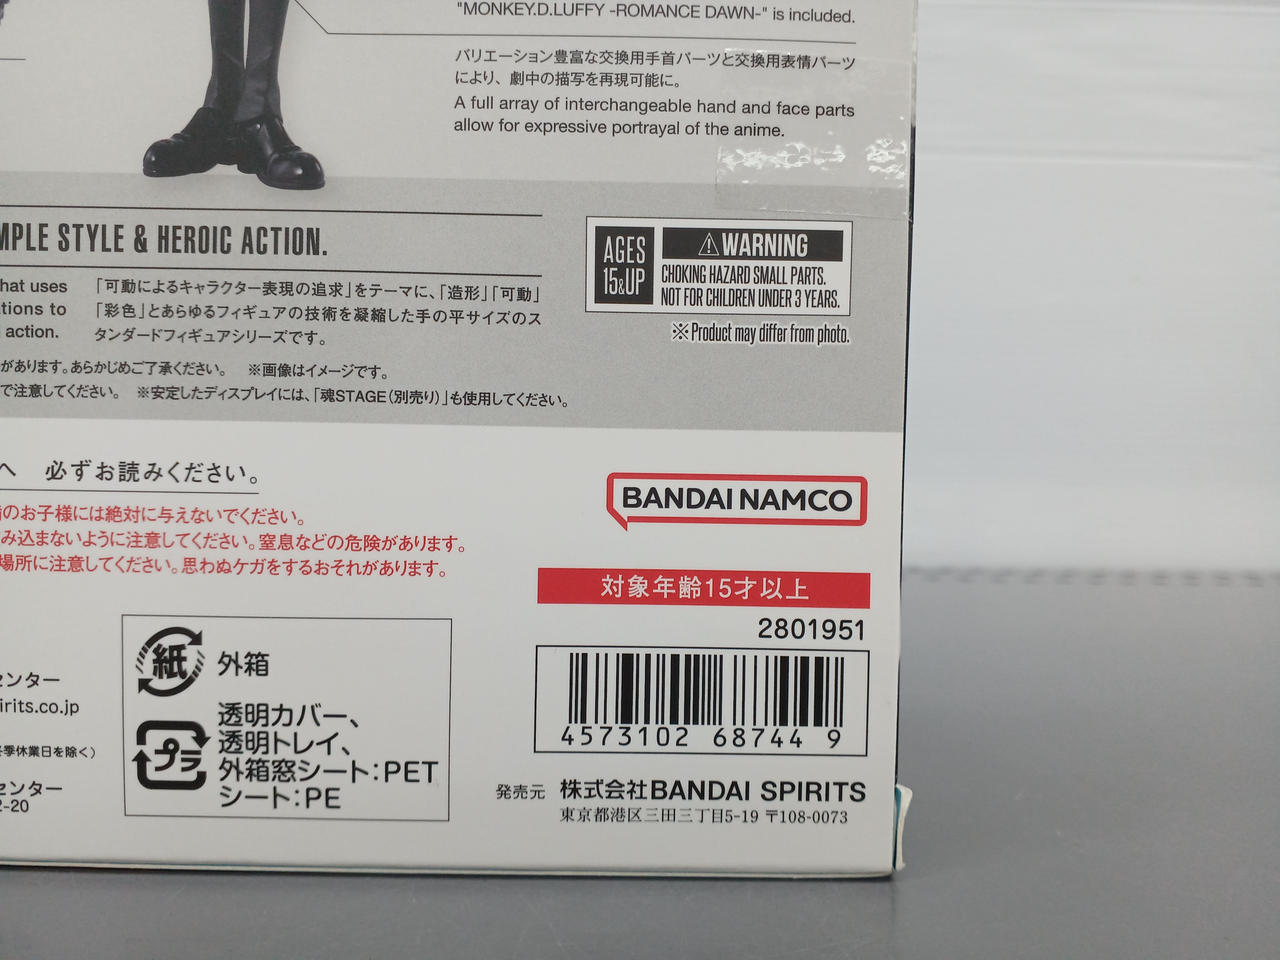 "MONKEY.D.LUFFY -ROMANCE DAWN-" is included.
バリエーション豊富な交換用手首パーツと交換用表情パーツ
により、劇中の描写を再現可能に。
A full array of interchangeable hand and face parts
allow for expressive portrayal of the anime.
MPLE STYLE & HEROIC ACTION.
that uses
ations to
action.
「可動によるキャラクター表現の追求」をテーマに、「造形」「可動」
「彩色」とあらゆるフィギュアの技術を凝縮した手の平サイズのス
タンダードフィギュアシリーズです。
AGES
15&UP
⚠WARNING
CHOKING HAZARD SMALL PARTS.
NOT FOR CHILDREN UNDER 3 YEARS.
※Product may differ from photo.
があります。あらかじめご了承ください。 ※画像はイメージです。
で注意してください。 ※安定したディスプレイには、「魂STAGE（別売り）」も使用してください。
へ 必ずお読みください。
のお子様には絶対に与えないでください。
み込まないように注意してください。窒息などの危険があります。
場所に注意してください。思わぬケガをするおそれがあります。
BANDAI NAMCO
対象年齢15才以上
2801951
4573102 68744 9
発売元 株式会社BANDAI SPIRITS
東京都港区三田三丁目5-19 〒108-0073
センター
irits.co.jp
季休業日を除く）
センター
2-20
紙 外箱
プラ
透明カバー、
透明トレイ、
外箱窓シート：PET
シート：PE